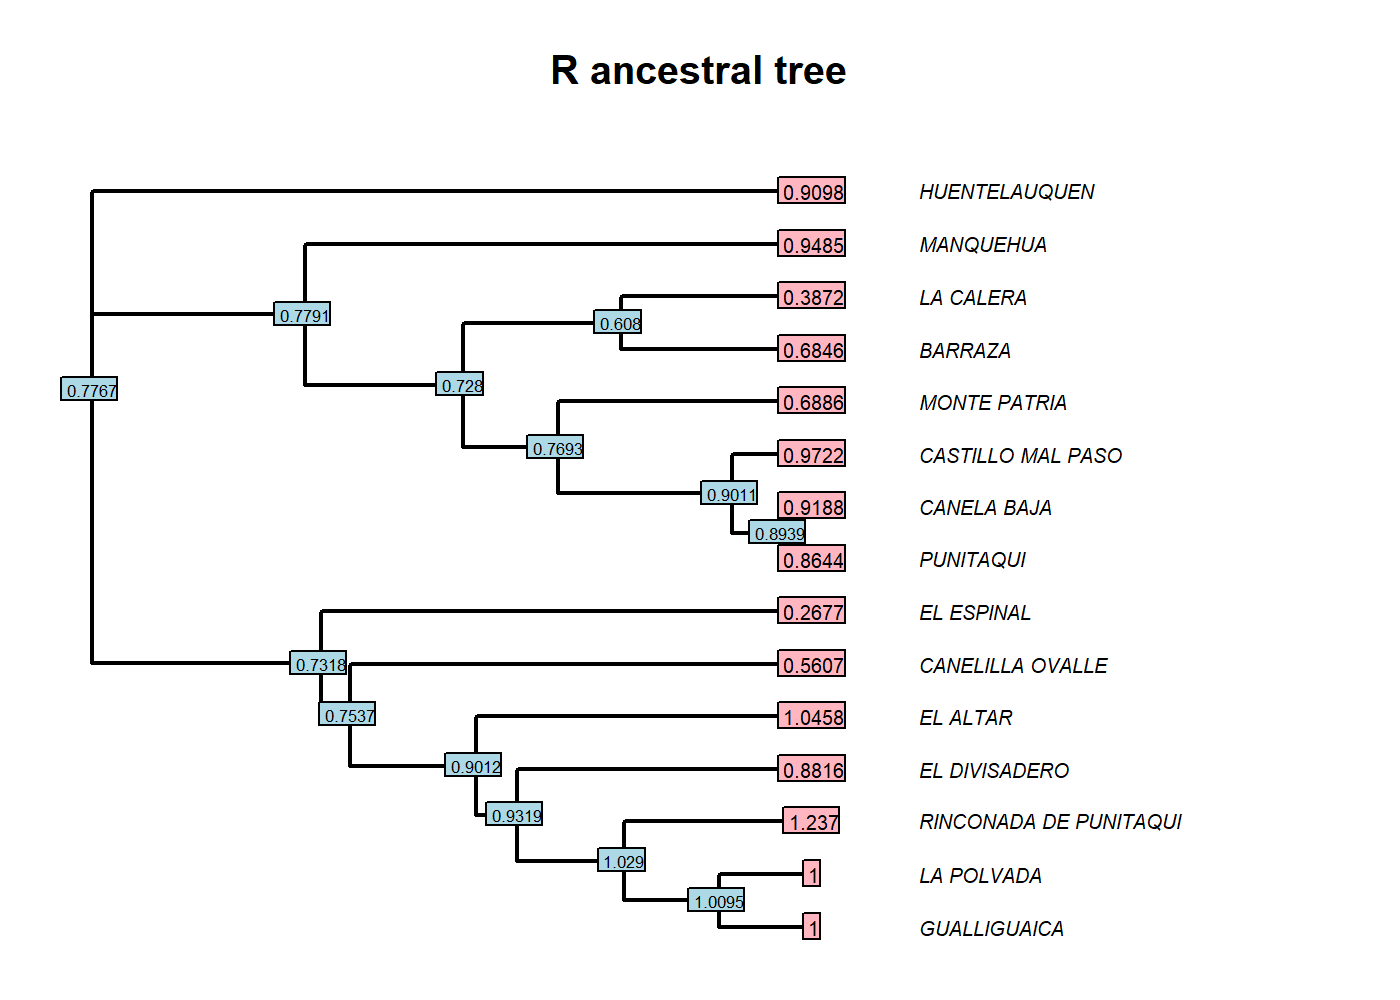 R ancestral tree
0.9098 HUENTELAUQUEN
0.9485 MANQUEHUA
0.3872 LA CALERA
0.7791
0.608
0.6846 BARRAZA
0.728
0.7767
0.6886 MONTE PATRIA
0.7693
0.9722 CASTILLO MAL PASO
0.9011
0.9188 CANELA BAJA
0.8939
0.8644 PUNITAQUI
0.2677 EL ESPINAL
0.7318
0.5607 CANELILLA OVALLE
0.7537
1.0458 EL ALTAR
0.9012
0.8816 EL DIVISADERO
0.9319
1.237 RINCONADA DE PUNITAQUI
1.029
1 LA POLVADA
1.0095
1 GUALLIGUAICA